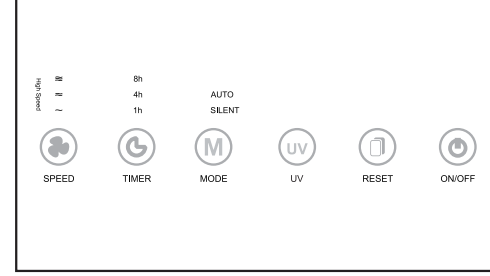 High Speed
8h
4h
AUTO
1h
SILENT
M
UV
SPEED
TIMER
MODE
UV
RESET
ON/OFF